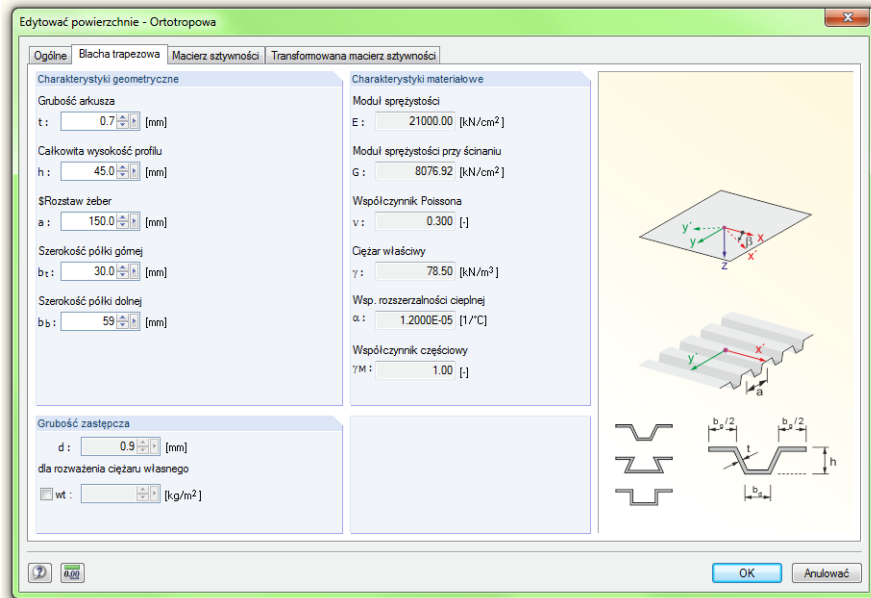 Edytować powierzchnie - Ortotropowa
Ogólne Blacha trapezowa Macierz sztywności Transformowana macierz sztywności
Charakterystyki geometryczne
Grubość arkusza
t: 0.7 [mm]
Całkowita wysokość profilu
h: 45.0 [mm]
$Rozstaw żeber
a: 150.0 [mm]
Szerokość półki górnej
bt: 30.0 [mm]
Szerokość półki dolnej
bb: 59 [mm]
Charakterystyki materiałowe
Moduł sprężystości
E: 21000.00 [kN/cm²]
Moduł sprężystości przy ścinaniu
G: 8076.92 [kN/cm²]
Współczynnik Poissona
ν: 0.300 [-]
Ciężar właściwy
γ: 78.50 [kN/m³]
Wsp. rozszerzalności cieplnej
α: 1.2000E-05 [1/°C]
Współczynnik częściowy
γM: 1.00 [-]
Grubość zastępcza
d: 0.9 [mm]
dla rozważenia ciężaru własnego
wt: [kg/m²]
y´ x
y β
x´
z
y´ x´
a
bg/2 bg/2
t
h
bd
0.00
OK Anulować